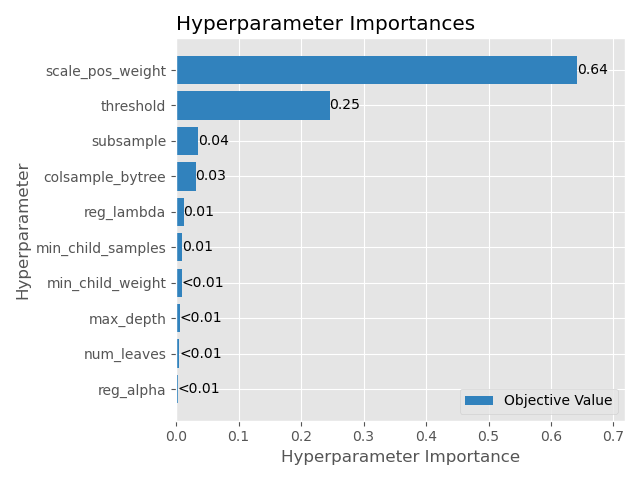 Hyperparameter Importances
Hyperparameter
scale_pos_weight 0.64
threshold 0.25
subsample 0.04
colsample_bytree 0.03
reg_lambda 0.01
min_child_samples 0.01
min_child_weight <0.01
max_depth <0.01
num_leaves <0.01
reg_alpha <0.01
Objective Value
0.0 0.1 0.2 0.3 0.4 0.5 0.6 0.7
Hyperparameter Importance